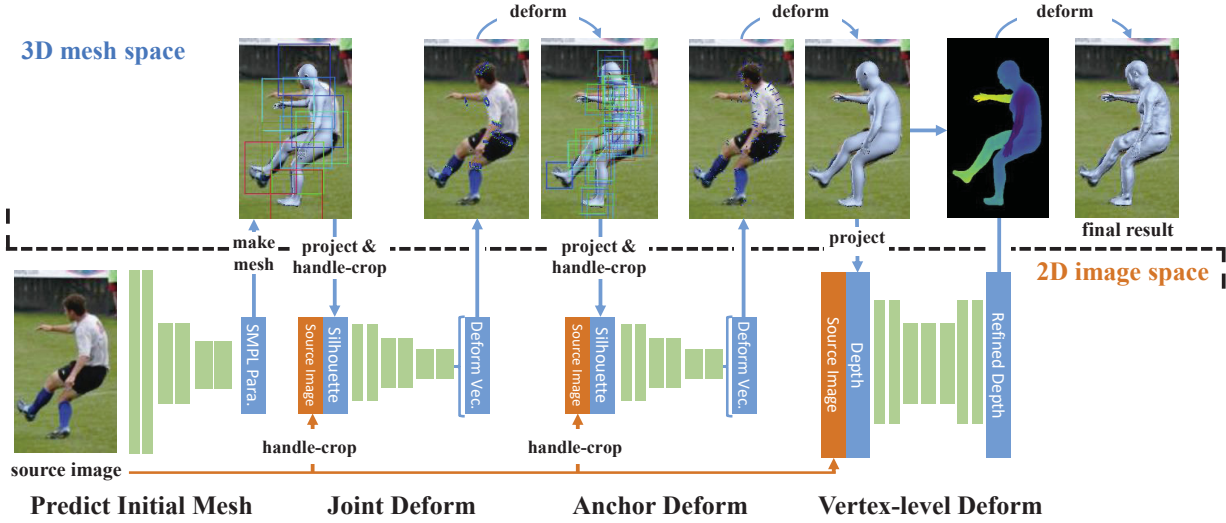 deform
deform
deform
3D mesh space
make
mesh
project &
handle-crop
project &
handle-crop
project
final result
2D image space
SMPL Para.
Source Image
Silhouette
Deform Vec.
Source Image
Silhouette
Deform Vec.
Source Image
Depth
Refined Depth
handle-crop
handle-crop
source image
Predict Initial Mesh
Joint Deform
Anchor Deform
Vertex-level Deform